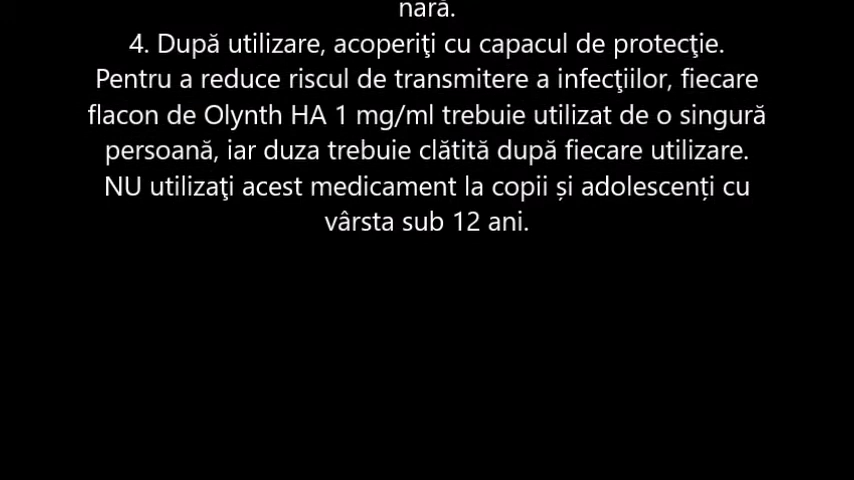 nară.
4. După utilizare, acoperiţi cu capacul de protecţie.
Pentru a reduce riscul de transmitere a infecţiilor, fiecare
flacon de Olynth HA 1 mg/ml trebuie utilizat de o singură
persoană, iar duza trebuie clătită după fiecare utilizare.
NU utilizaţi acest medicament la copii și adolescenți cu
vârsta sub 12 ani.